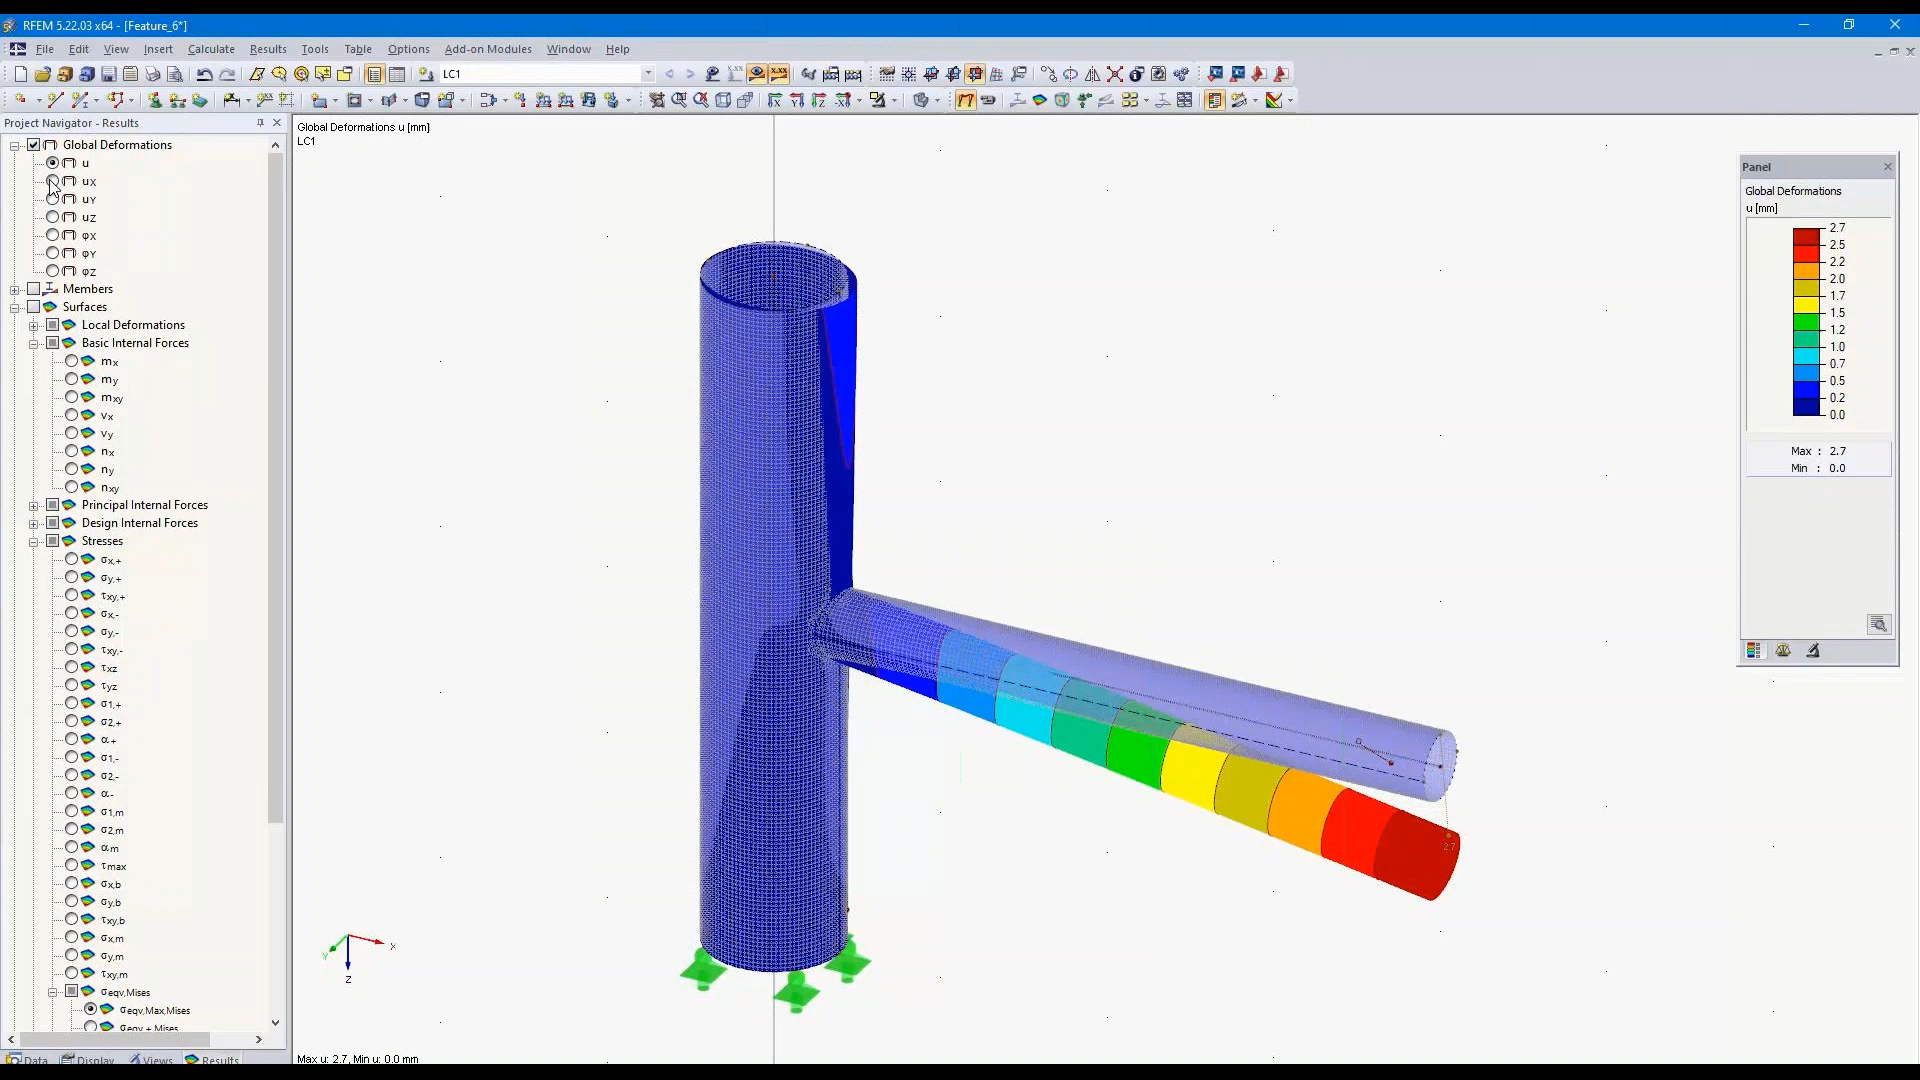 RFEM 5.22.03 x64 - [Feature_6*]
File Edit View Insert Calculate Results Tools Table Options Add-on Modules Window Help
LC1
Project Navigator - Results
Global Deformations
u
uX
uY
uZ
φX
φY
φZ
Members
Surfaces
Local Deformations
Basic Internal Forces
mx
my
mxy
vx
vy
nx
ny
nxy
Principal Internal Forces
Design Internal Forces
Stresses
σx,+
σy,+
τxy,+
σx,-
σy,-
τxy,-
τxz
τyz
σ1,+
σ2,+
α+
σ1,-
σ2,-
α-
σ1,m
σ2,m
αm
τmax
σx,b
σy,b
τxy,b
σx,m
σy,m
τxy,m
σeqv,Mises
σeqv,Max,Mises
σeqv,+,Mises
Data Display Views Results
Global Deformations u [mm]
LC1
2.7
X
Y
Z
Max u: 2.7, Min u: 0.0 mm
Panel
Global Deformations
u [mm]
2.7
2.5
2.2
2.0
1.7
1.5
1.2
1.0
0.7
0.5
0.2
0.0
Max : 2.7
Min : 0.0